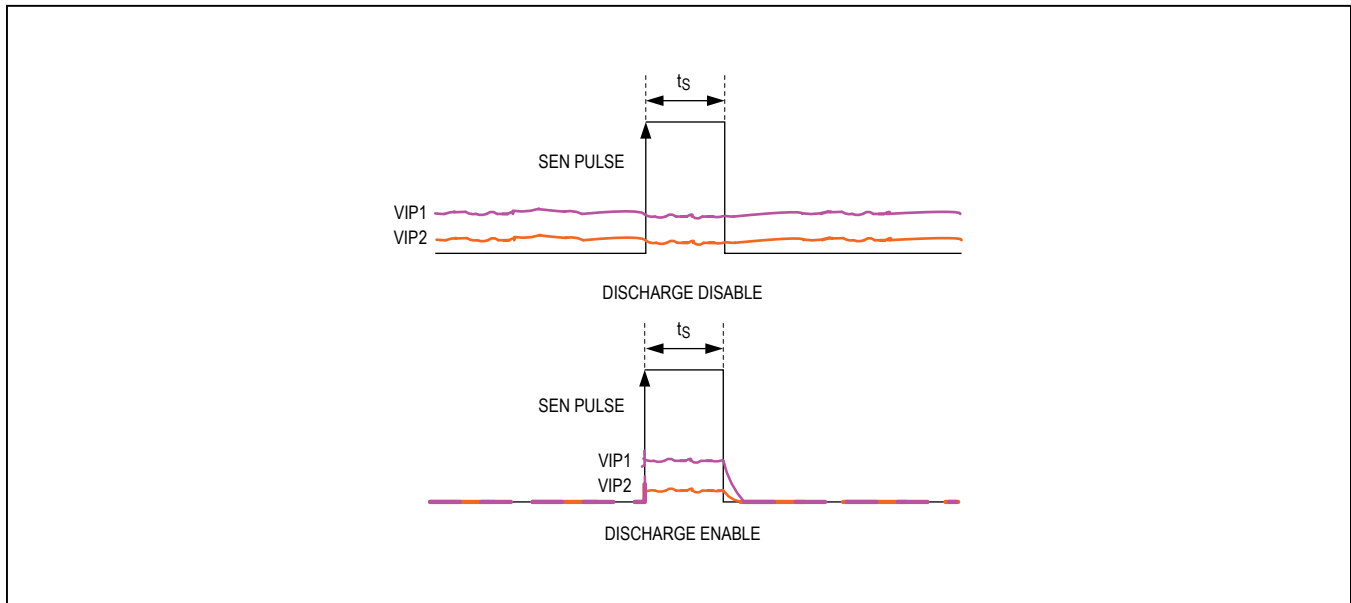 tS
SEN PULSE
VIP1
VIP2
DISCHARGE DISABLE
tS
SEN PULSE
VIP1
VIP2
DISCHARGE ENABLE